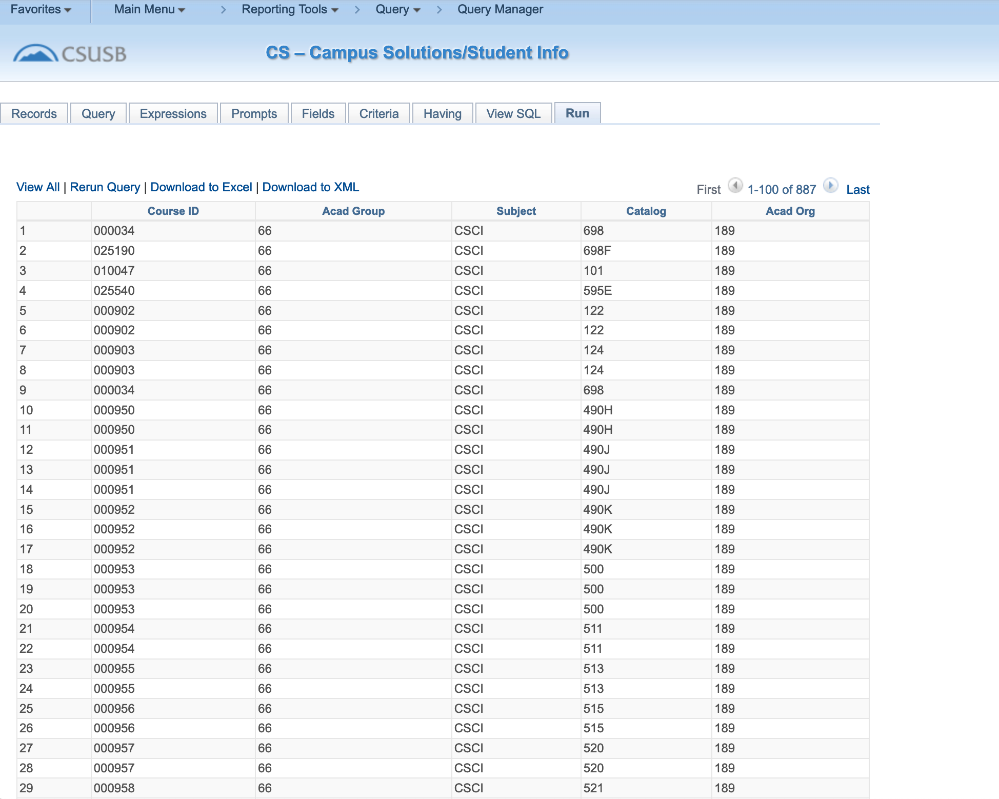 Favorites Main Menu > Reporting Tools > Query > Query Manager
CSUSB
CS – Campus Solutions/Student Info
Records Query Expressions Prompts Fields Criteria Having View SQL Run
View All | Rerun Query | Download to Excel | Download to XML First 1-100 of 887 Last
Course ID Acad Group Subject Catalog Acad Org
1 000034 66 CSCI 698 189
2 025190 66 CSCI 698F 189
3 010047 66 CSCI 101 189
4 025540 66 CSCI 595E 189
5 000902 66 CSCI 122 189
6 000902 66 CSCI 122 189
7 000903 66 CSCI 124 189
8 000903 66 CSCI 124 189
9 000034 66 CSCI 698 189
10 000950 66 CSCI 490H 189
11 000950 66 CSCI 490H 189
12 000951 66 CSCI 490J 189
13 000951 66 CSCI 490J 189
14 000951 66 CSCI 490J 189
15 000952 66 CSCI 490K 189
16 000952 66 CSCI 490K 189
17 000952 66 CSCI 490K 189
18 000953 66 CSCI 500 189
19 000953 66 CSCI 500 189
20 000953 66 CSCI 500 189
21 000954 66 CSCI 511 189
22 000954 66 CSCI 511 189
23 000955 66 CSCI 513 189
24 000955 66 CSCI 513 189
25 000956 66 CSCI 515 189
26 000956 66 CSCI 515 189
27 000957 66 CSCI 520 189
28 000957 66 CSCI 520 189
29 000958 66 CSCI 521 189